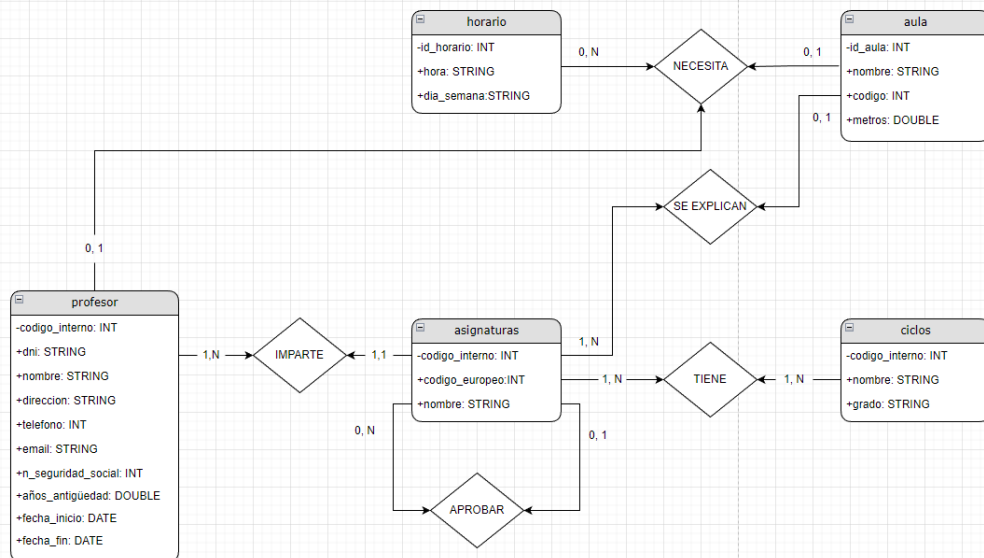 horario
-id_horario: INT
+hora: STRING
+dia_semana:STRING
0, N
NECESITA
0, 1
aula
-id_aula: INT
+nombre: STRING
+codigo: INT
+metros: DOUBLE
0, 1
SE EXPLICAN
0, 1
profesor
-codigo_interno: INT
+dni: STRING
+nombre: STRING
+direccion: STRING
+telefono: INT
+email: STRING
+n_seguridad_social: INT
+años_antigüedad: DOUBLE
+fecha_inicio: DATE
+fecha_fin: DATE
1,N
IMPARTE
1,1
asignaturas
-codigo_interno: INT
+codigo_europeo:INT
+nombre: STRING
1, N
1, N
TIENE
1, N
ciclos
-codigo_interno: INT
+nombre: STRING
+grado: STRING
0, N
0, 1
APROBAR